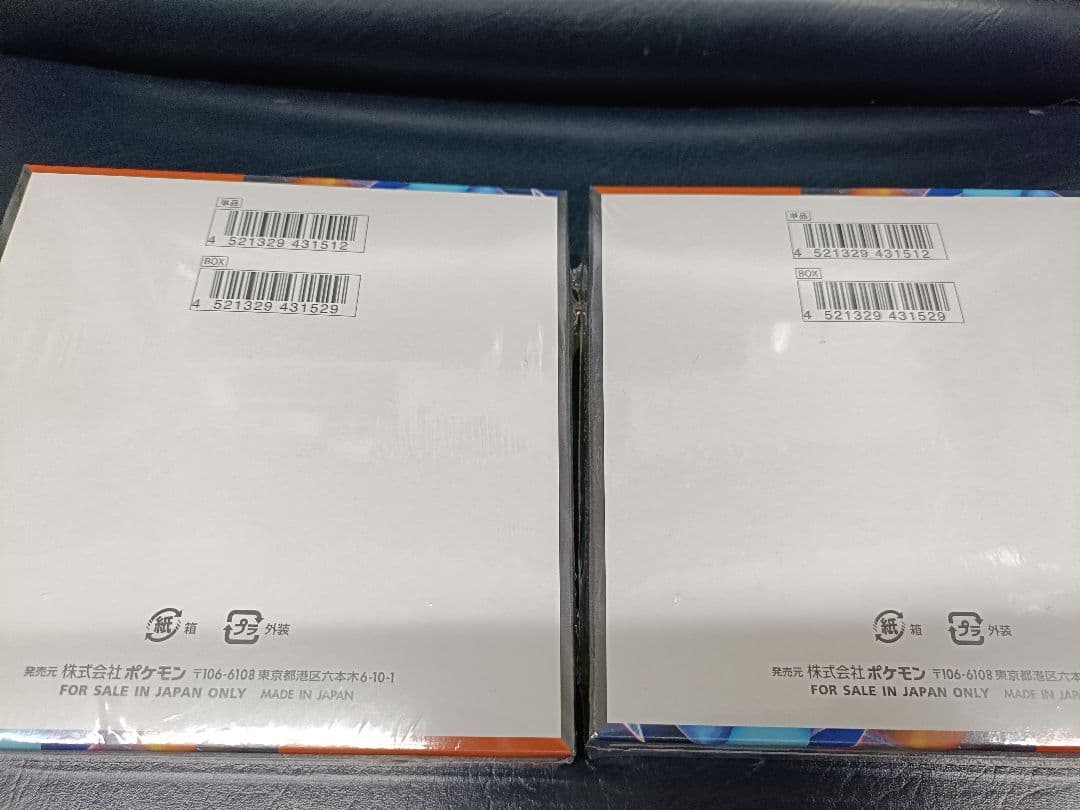 単品
4 521329 431512
BOX
4 521329 431529
紙 箱 プラ 外装
発売元 株式会社ポケモン 〒106-6108 東京都港区六本木6-10-1
FOR SALE IN JAPAN ONLY MADE IN JAPAN
単品
4 521329 431512
BOX
4 521329 431529
紙 箱 プラ 外装
発売元 株式会社ポケモン 〒106-6108 東京都港区六本
FOR SALE IN JAPAN ONLY MADE IN JAP